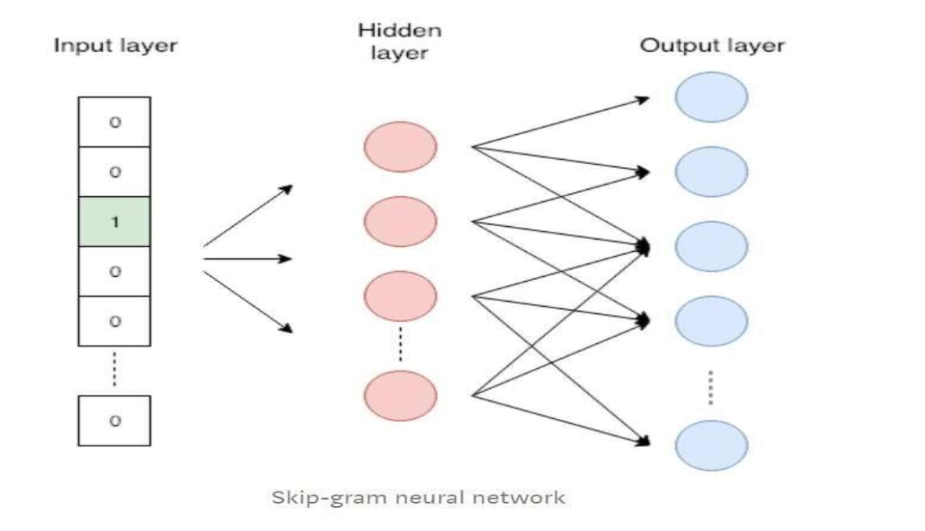 Input layer
Hidden
layer
Output layer
0
0
1
0
0
0
Skip-gram neural network